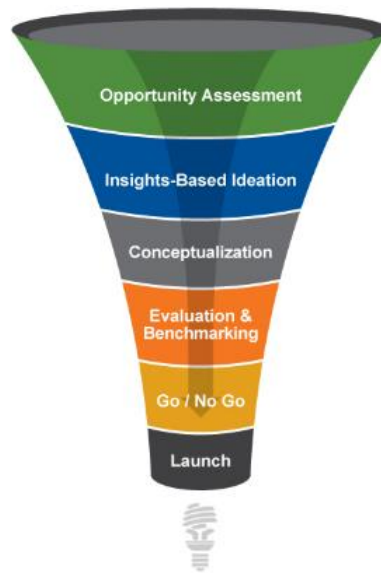 Opportunity Assessment
Insights-Based Ideation
Conceptualization
Evaluation &
Benchmarking
Go / No Go
Launch